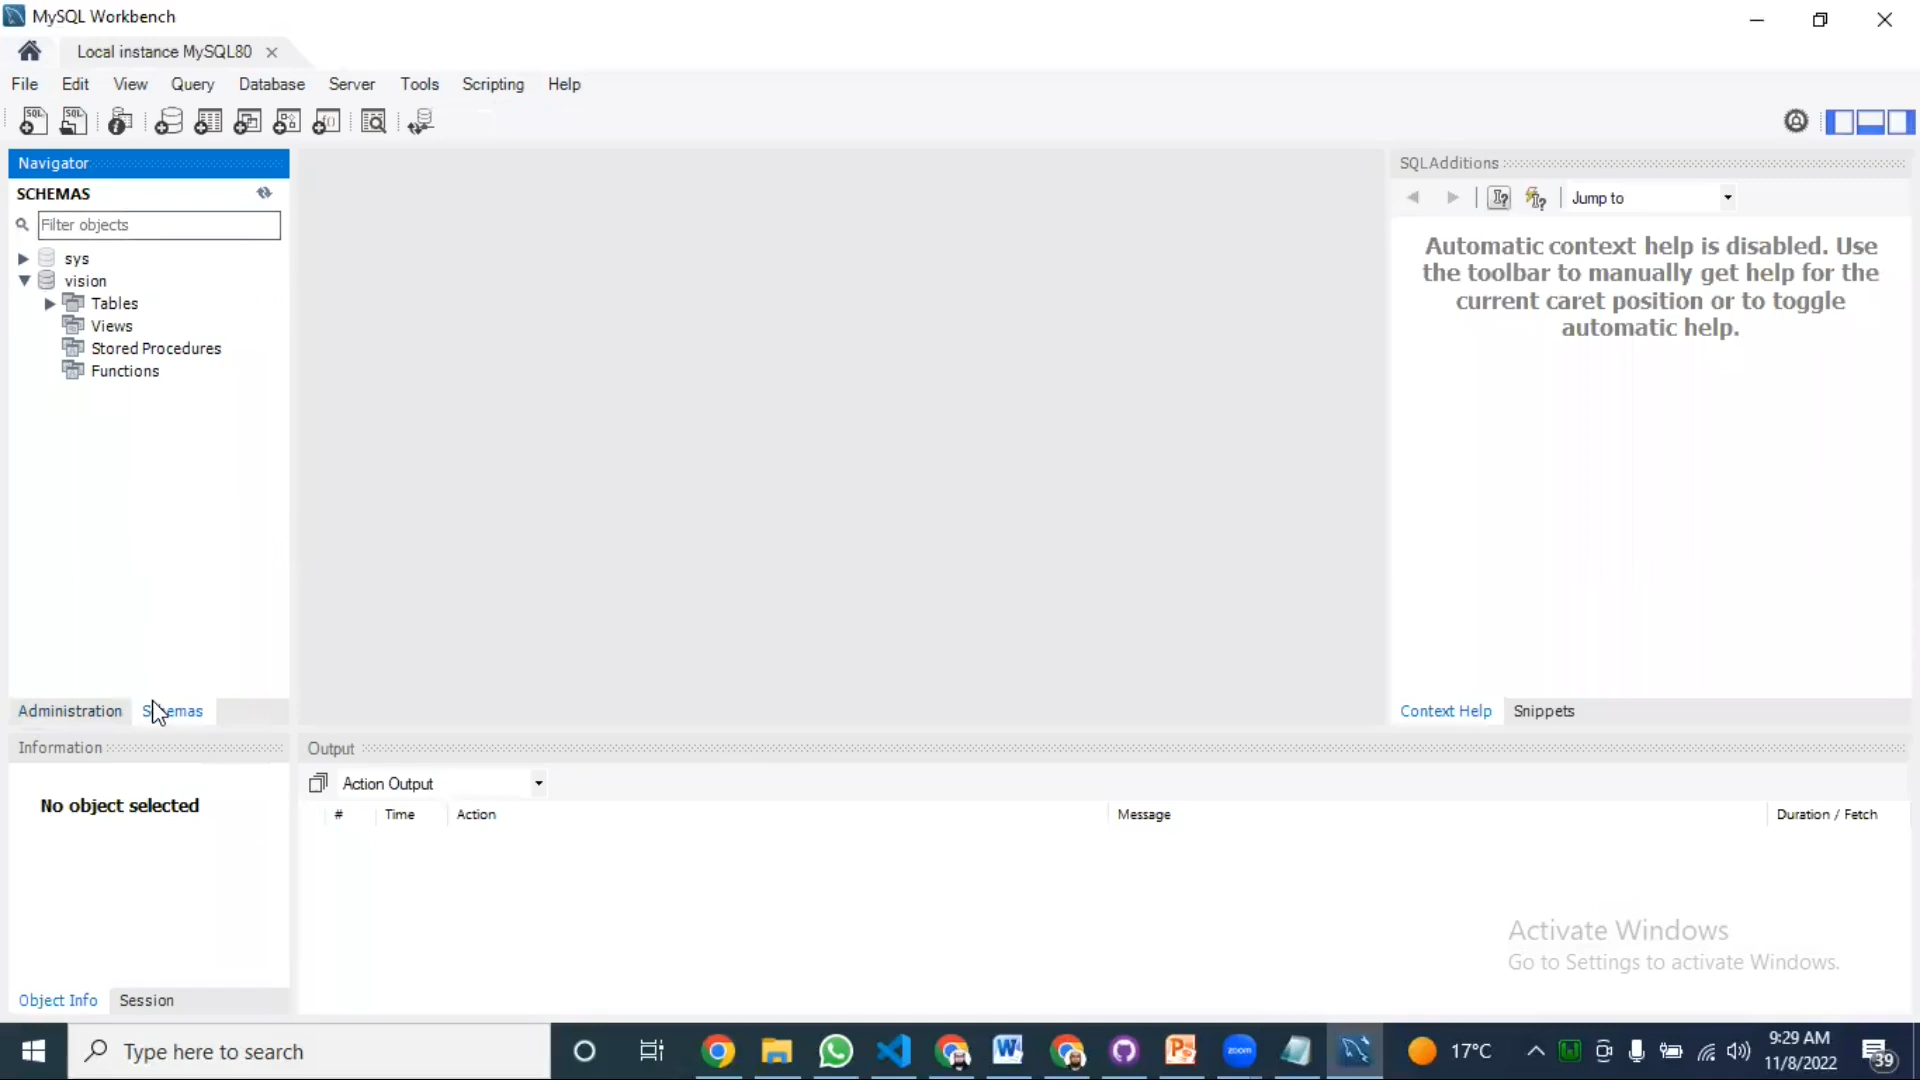 MySQL Workbench
Local instance MySQL80
File Edit View Query Database Server Tools Scripting Help
Navigator
SCHEMAS
Filter objects
sys
vision
Tables
Views
Stored Procedures
Functions
Administration
Information
No object selected
Object Info Session
SQLAdditions
Jump to
Automatic context help is disabled. Use
the toolbar to manually get help for the
current caret position or to toggle
automatic help.
Context Help Snippets
Output
Action Output
# Time Action Message Duration / Fetch
Activate Windows
Go to Settings to activate Windows.
Type here to search
zoom
17°C
9:29 AM
11/8/2022
39